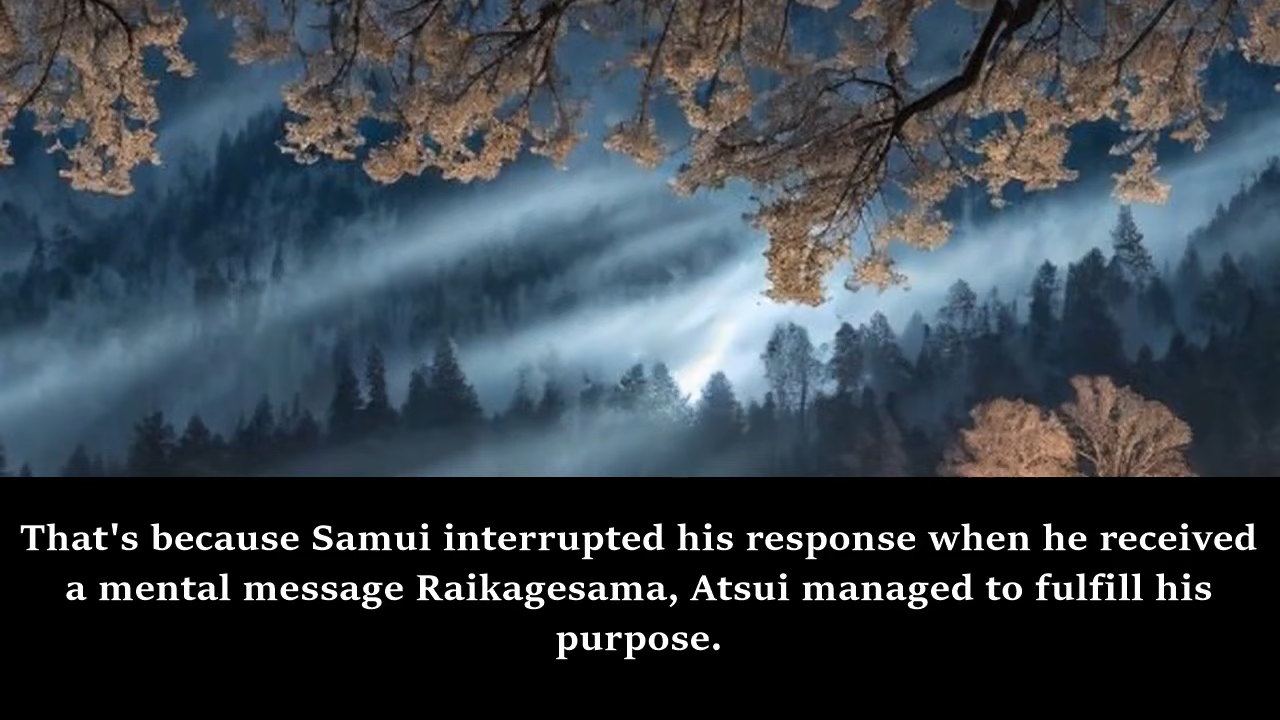 That's because Samui interrupted his response when he received
a mental message Raikagesama, Atsui managed to fulfill his
purpose.